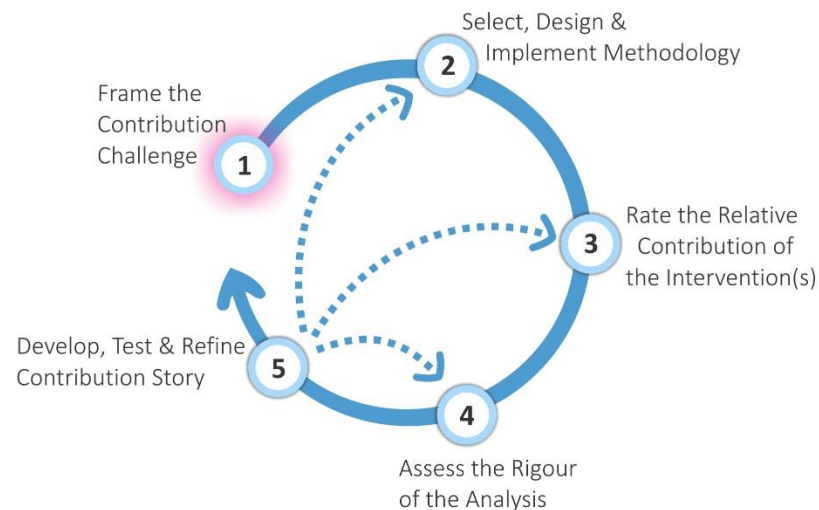 1
Frame the
Contribution
Challenge
2
Select, Design &
Implement Methodology
3
Rate the Relative
Contribution of
the Intervention(s)
4
Assess the Rigour
of the Analysis
5
Develop, Test & Refine
Contribution Story